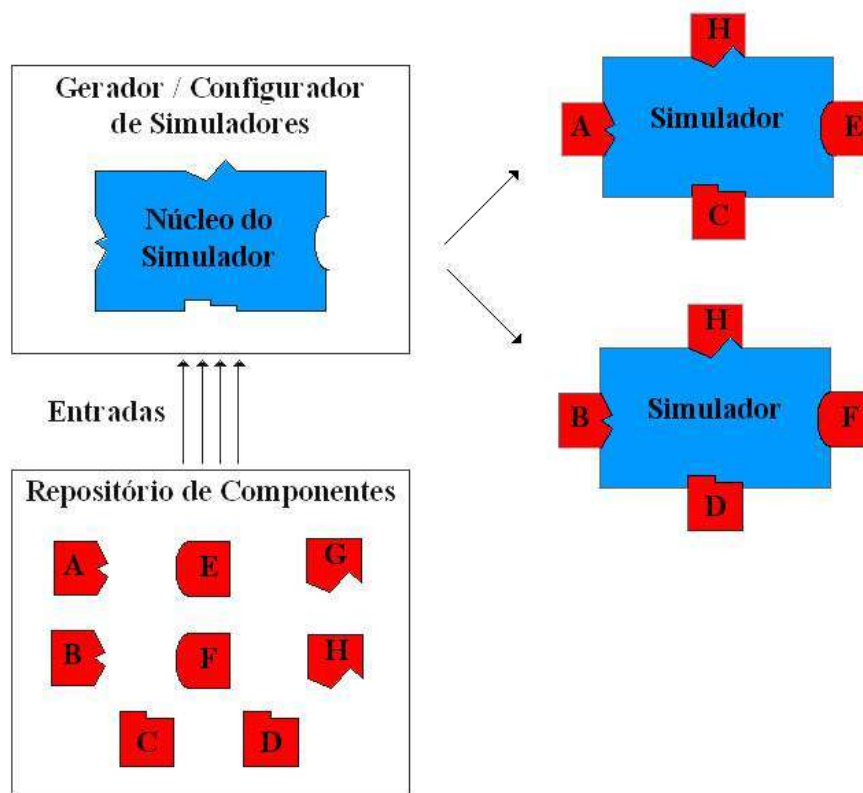 Gerador / Configurador
de Simuladores
Núcleo do
Simulador
Entradas
Repositório de Componentes
A
E
G
B
F
H
C
D
H
A
Simulador
E
C
H
B
Simulador
F
D